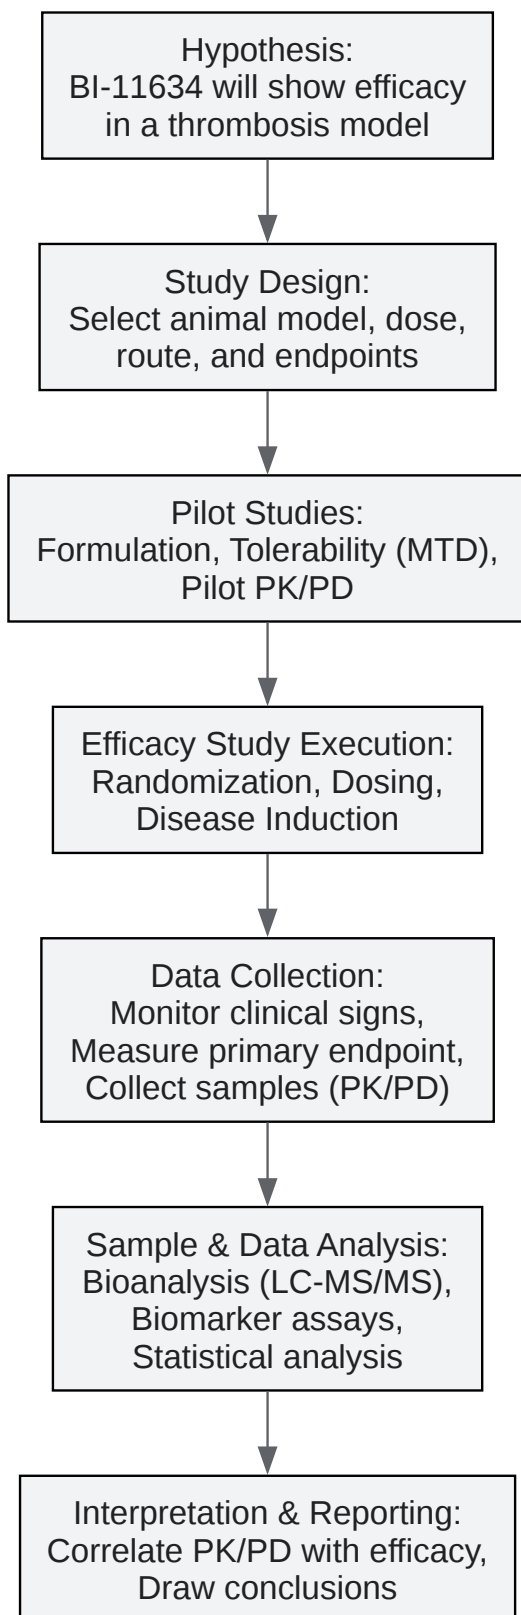 Hypothesis:
BI-11634 will show efficacy
in a thrombosis model
Study Design:
Select animal model, dose,
route, and endpoints
Pilot Studies:
Formulation, Tolerability (MTD),
Pilot PK/PD
Efficacy Study Execution:
Randomization, Dosing,
Disease Induction
Data Collection:
Monitor clinical signs,
Measure primary endpoint,
Collect samples (PK/PD)
Sample & Data Analysis:
Bioanalysis (LC-MS/MS),
Biomarker assays,
Statistical analysis
Interpretation & Reporting:
Correlate PK/PD with efficacy,
Draw conclusions